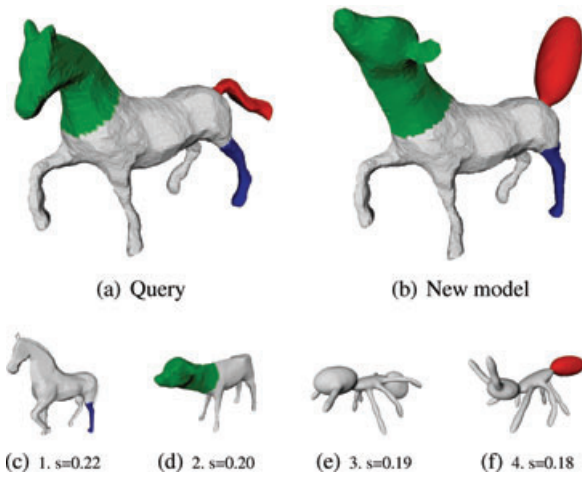 (a) Query
(b) New model
(c) 1. s=0.22
(d) 2. s=0.20
(e) 3. s=0.19
(f) 4. s=0.18